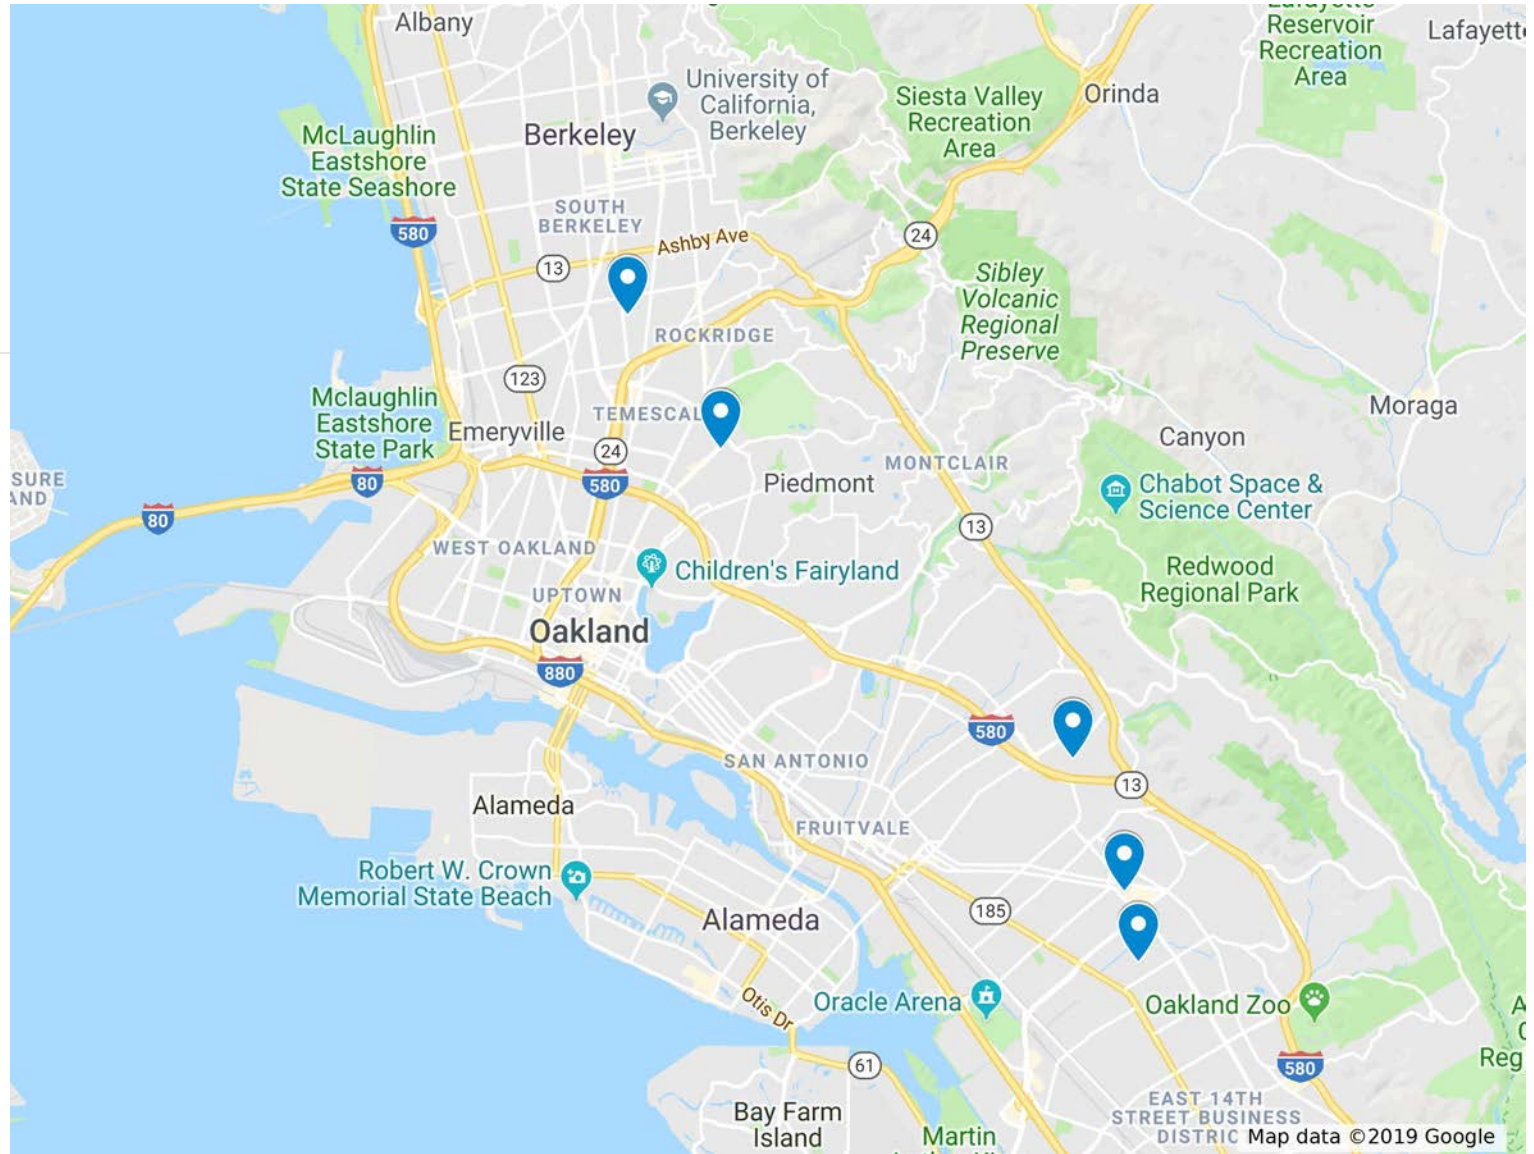 Albany
Reservoir
Recreation
Area
University of
California,
Berkeley
Siesta Valley
Recreation
Area
Orinda
McLaughlin
Eastshore
State Seashore
Berkeley
SOUTH
BERKELEY
580
Ashby Ave
24
13
Sibley
Volcanic
Regional
Preserve
ROCKRIDGE
123
Mclaughlin
Eastshore
State Park
TEMESCAL
Moraga
Emeryville
24
Canyon
MONTCLAIR
SURE
80
580
Piedmont
Chabot Space &
Science Center
80
13
WEST OAKLAND
Children's Fairyland
Redwood
Regional Park
UPTOWN
Oakland
880
580
SAN ANTONIO
13
Alameda
FRUITVALE
Robert W. Crown
Memorial State Beach
185
Alameda
Otis Dr
Oracle Arena
Oakland Zoo
61
580
Reg
Bay Farm
Island
EAST 14TH
STREET BUSINESS
DISTRIC
Martin
Map data ©2019 Google